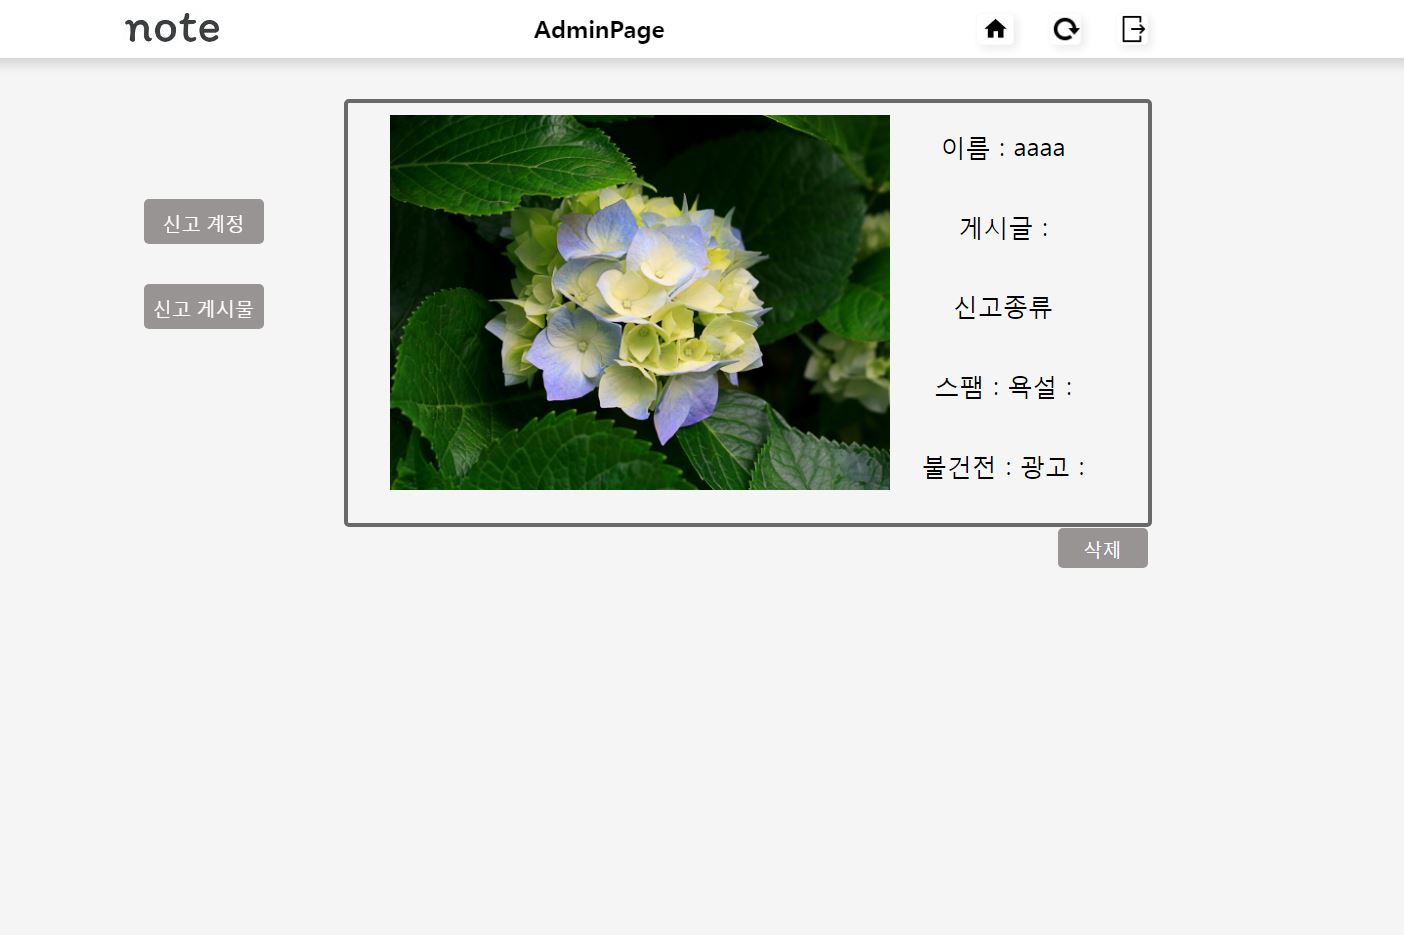 note
AdminPage
신고 계정
신고 게시물
이름 : aaaa
게시글 :
신고종류
스팸 : 욕설 :
불건전 : 광고 :
삭제